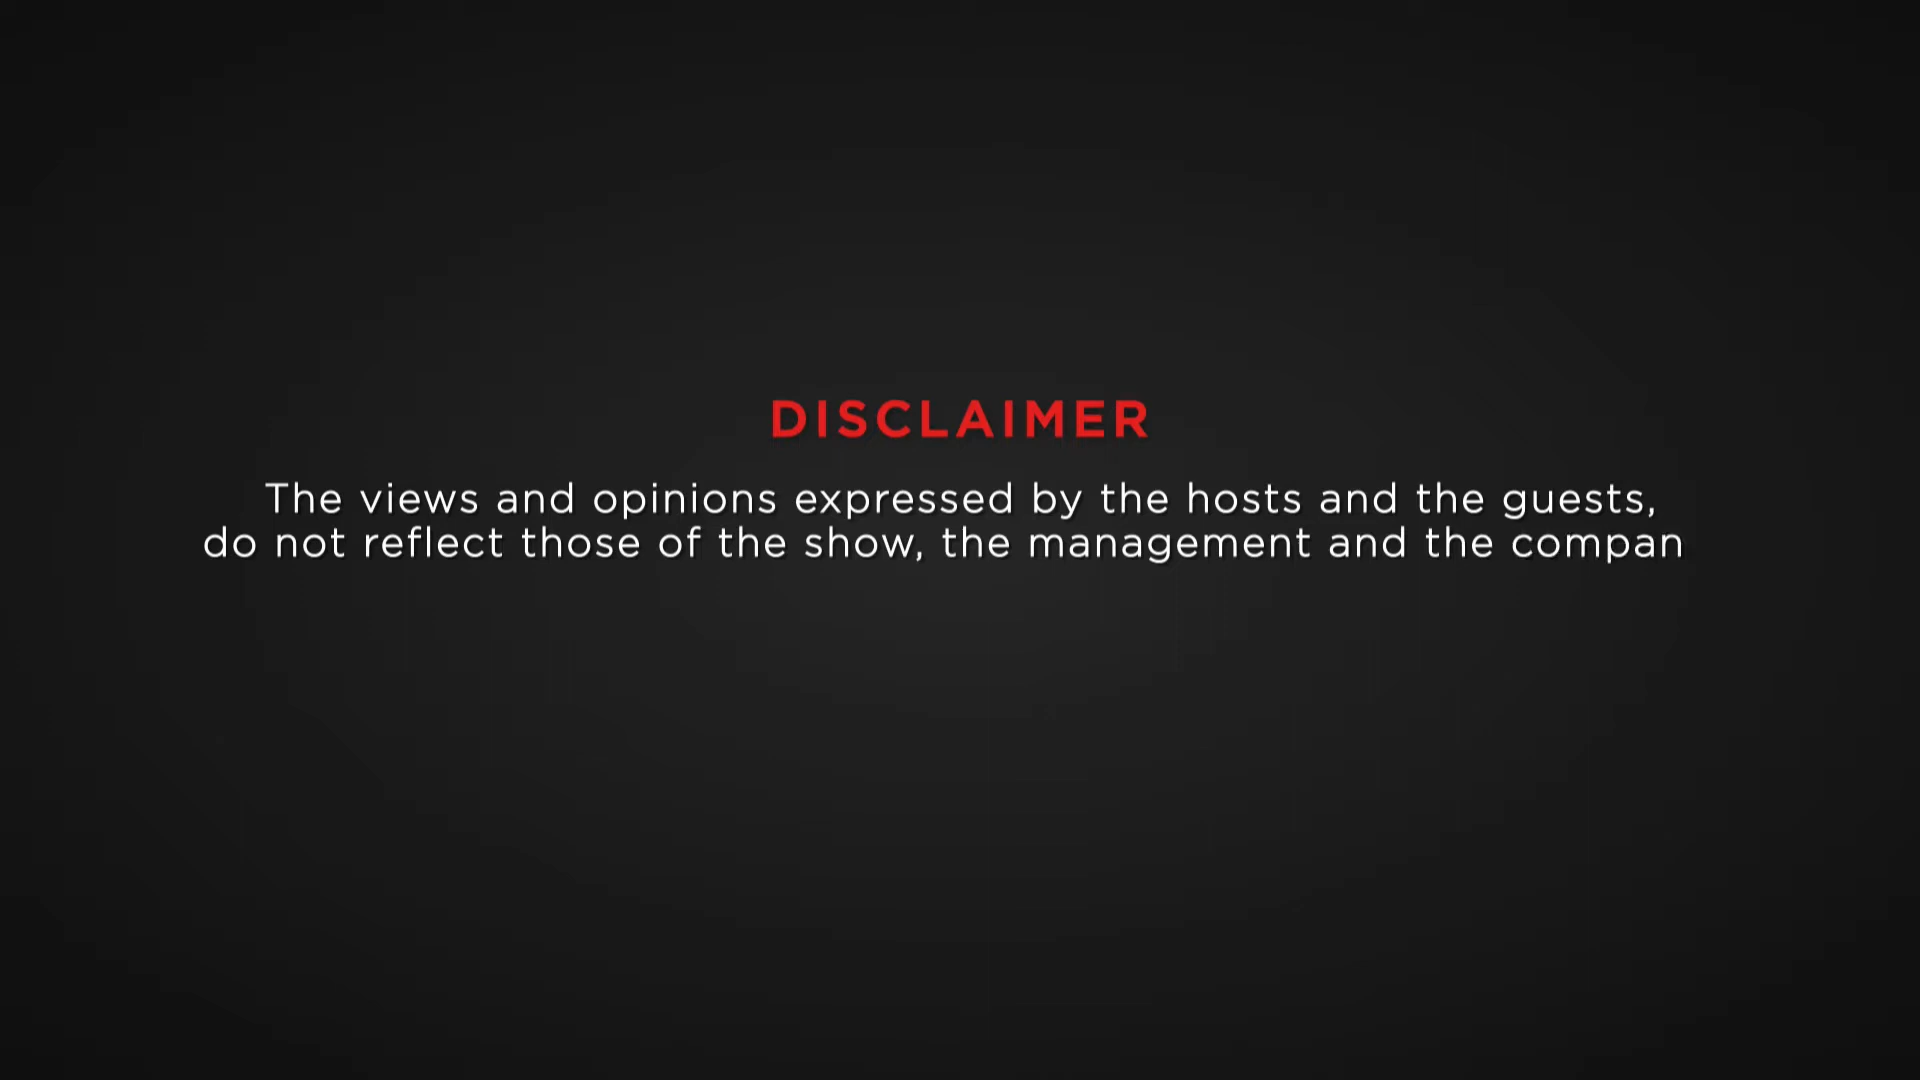 DISCLAIMER
The views and opinions expressed by the hosts and the guests,
do not reflect those of the show, the management and the compan